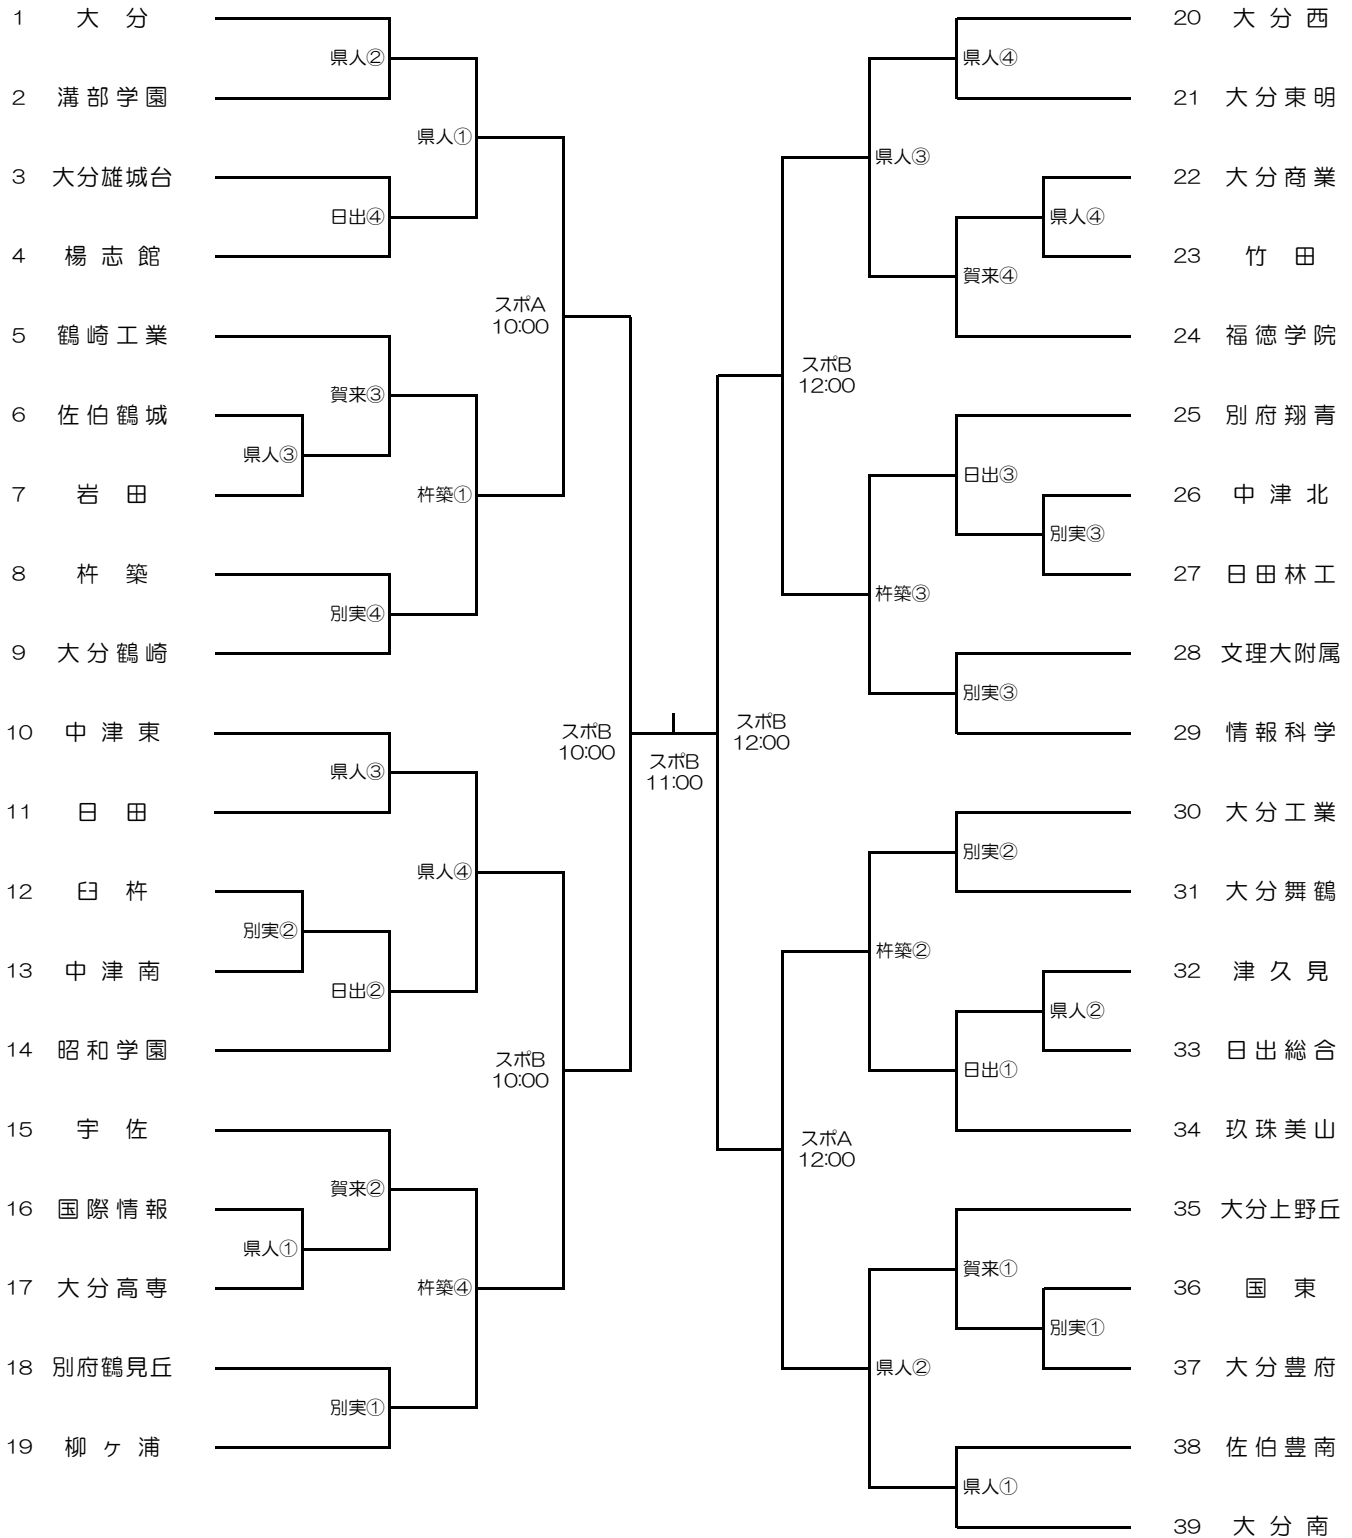 1 大分
県人②
2 溝部学園
県人①
3 大分雄城台
日出④
4 楊志館
スポA
10:00
5 鶴崎工業
賀来③
6 佐伯鶴城
県人③
7 岩田
杵築①
8 杵築
別実④
9 大分鶴崎
10 中津東
県人③
11 日田
県人④
12 臼杵
別実②
13 中津南
日出②
14 昭和学園
スポB
10:00
15 宇佐
賀来②
16 国際情報
県人①
17 大分高専
杵築④
18 別府鶴見丘
別実①
19 柳ヶ浦
スポB
10:00
スポB
11:00
スポB
12:00
20 大分西
県人④
21 大分東明
県人③
22 大分商業
県人④
23 竹田
賀来④
24 福徳学院
スポB
12:00
25 別府翔青
日出③
26 中津北
別実③
27 日田林工
杵築③
28 文理大附属
別実③
29 情報科学
30 大分工業
別実②
31 大分舞鶴
杵築②
32 津久見
県人②
33 日出総合
日出①
34 玖珠美山
スポA
12:00
35 大分上野丘
賀来①
36 国東
別実①
37 大分豊府
県人②
38 佐伯豊南
県人①
39 大分南